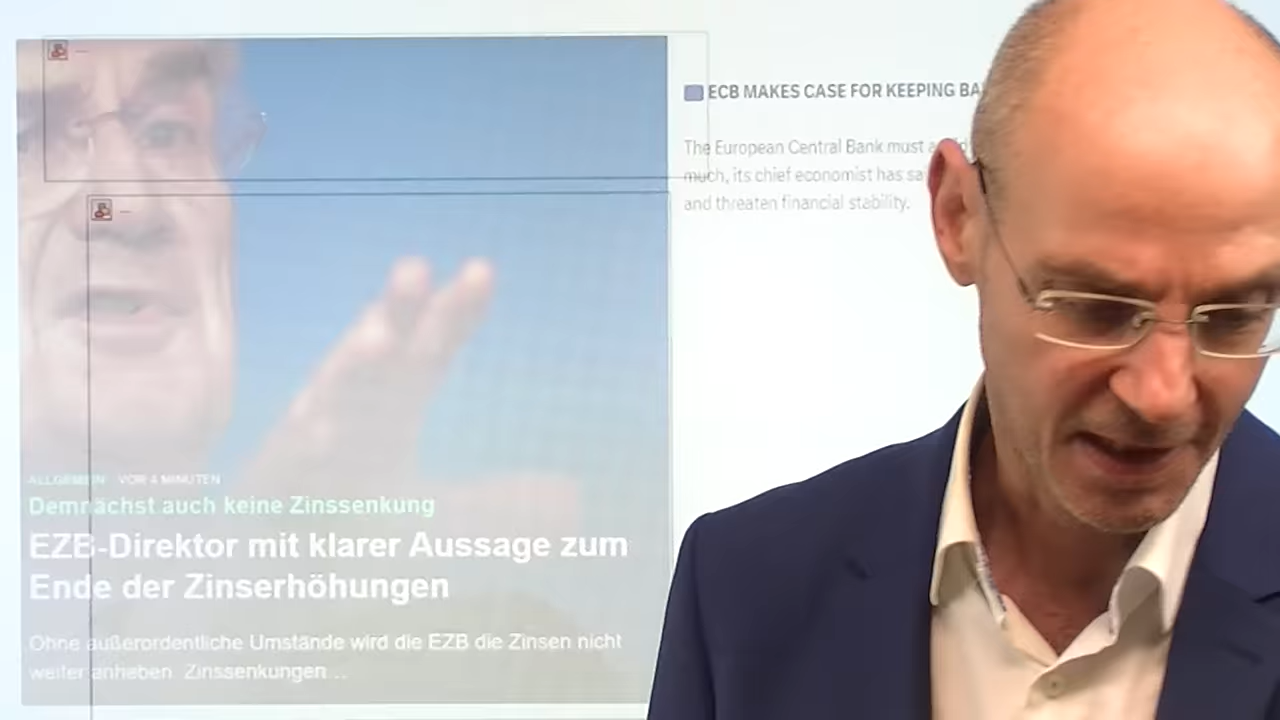 ALLGEMEIN VOR 4 MINUTEN
Demnächst auch keine Zinssenkung
EZB-Direktor mit klarer Aussage zum
Ende der Zinserhöhungen
Ohne außerordentliche Umstände wird die EZB die Zinsen nicht
weiter anheben. Zinssenkungen...
ECB MAKES CASE FOR KEEPING
The European Central Bank must
much, its chief economist has
and threaten financial stability.